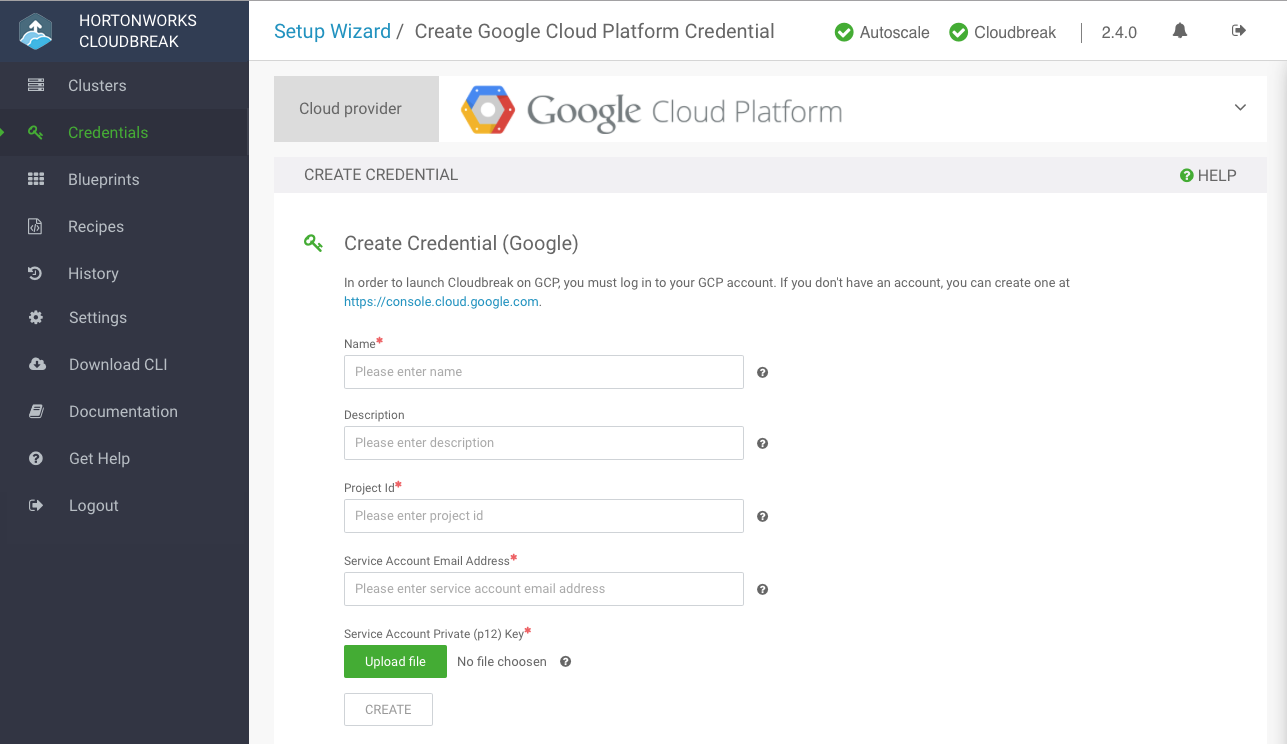 HORTONWORKS
CLOUDBREAK
Clusters
Credentials
Blueprints
Recipes
History
Settings
Download CLI
Documentation
Get Help
Logout
Setup Wizard / Create Google Cloud Platform Credential
Autoscale
Cloudbreak
2.4.0
Cloud provider
Google Cloud Platform
CREATE CREDENTIAL
HELP
Create Credential (Google)
In order to launch Cloudbreak on GCP, you must log in to your GCP account. If you don't have an account, you can create one at
https://console.cloud.google.com.
Name*
Please enter name
Description
Please enter description
Project Id*
Please enter project id
Service Account Email Address*
Please enter service account email address
Service Account Private (p12) Key*
Upload file No file choosen
CREATE